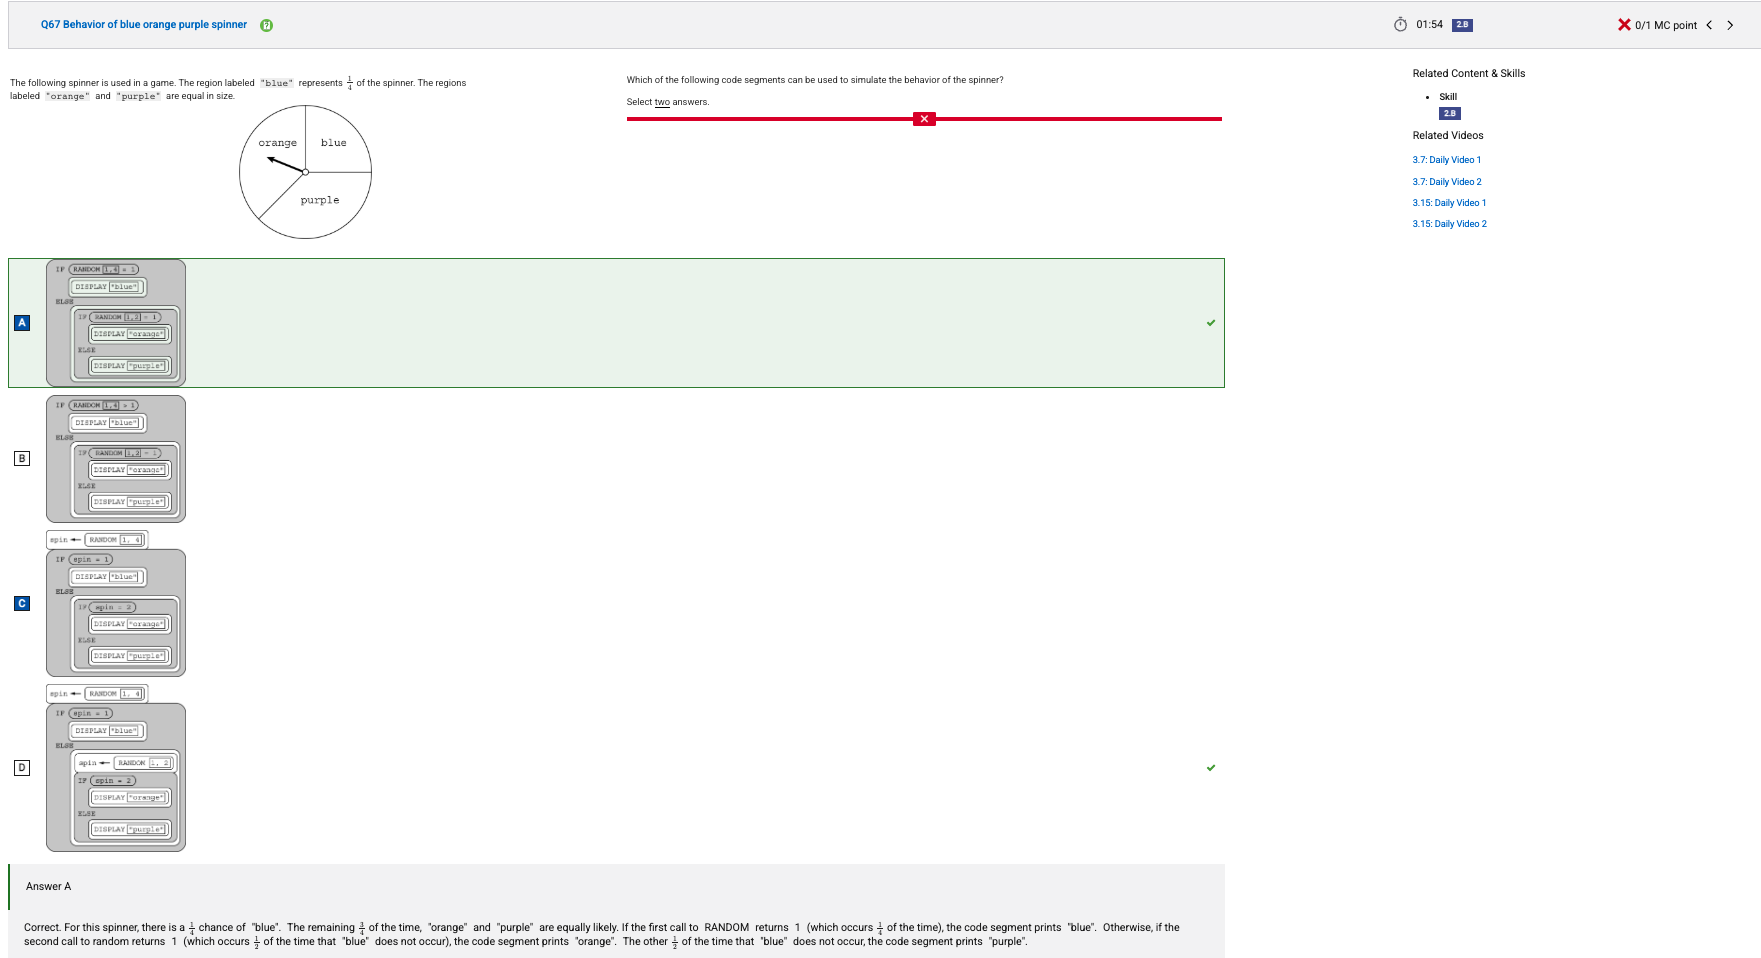 Q67 Behavior of blue orange purple spinner
01:54 2.B
0/1 MC point
The following spinner is used in a game. The region labeled "blue" represents 1/4 of the spinner. The regions
labeled "orange" and "purple" are equal in size.
orange blue
purple
Which of the following code segments can be used to simulate the behavior of the spinner?
Select two answers.
Related Content & Skills
Skill
2.B
Related Videos
3.7: Daily Video 1
3.7: Daily Video 2
3.15: Daily Video 1
3.15: Daily Video 2
A
IF RANDOM 1,4 = 1
DISPLAY "blue"
ELSE
IF RANDOM 1,2 = 1
DISPLAY "orange"
ELSE
DISPLAY "purple"
B
IF RANDOM 1,4 > 1
DISPLAY "blue"
ELSE
IF RANDOM 1,2 = 1
DISPLAY "orange"
ELSE
DISPLAY "purple"
C
spin ← RANDOM 1, 4
IF spin = 1
DISPLAY "blue"
ELSE
IF spin = 2
DISPLAY "orange"
ELSE
DISPLAY "purple"
D
spin ← RANDOM 1, 4
IF spin = 1
DISPLAY "blue"
ELSE
spin ← RANDOM 1, 2
IF spin = 2
DISPLAY "orange"
ELSE
DISPLAY "purple"
Answer A
Correct. For this spinner, there is a 1/4 chance of "blue". The remaining 3/4 of the time, "orange" and "purple" are equally likely. If the first call to RANDOM returns 1 (which occurs 1/4 of the time), the code segment prints "blue". Otherwise, if the
second call to random returns 1 (which occurs 1/2 of the time that "blue" does not occur), the code segment prints "orange". The other 1/2 of the time that "blue" does not occur, the code segment prints "purple".